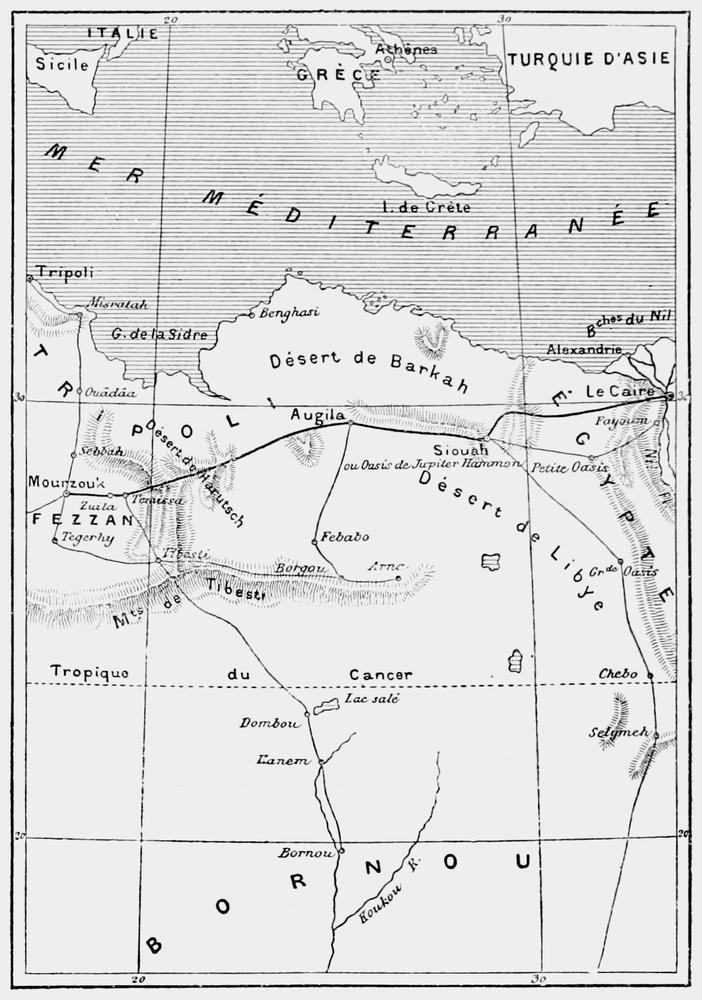 20
30
ITALIE
Sicile
Athènes
GRÈCE
TURQUIE D'ASIE
MER MÉDITERRANÉE
I. de Crète
Tripoli
Misratah
Benghasi
G. de la Sidre
Bches du Nil
Alexandrie
Désert de Barkah
Le Caire
30
TRIPOLI
Ouâdâa
Augila
Fayoum
ÉGYPTE
Sebbah
Désert de Harutsch
Siouah
ou Oasis de Jupiter Hammon
Petite Oasis
Nil Fl.
Mourzouk
Zuila
Temissa
Désert de Libye
FEZZAN
Tegerhy
Tibesti
Febabo
Borgou
Arna
Grde Oasis
Mts de Tibesti
Tropique du Cancer
Chebo
Lac salé
Dombou
Selymeh
Kanem
20
20
Bornou
BORNOU
Koukou R.
20
30